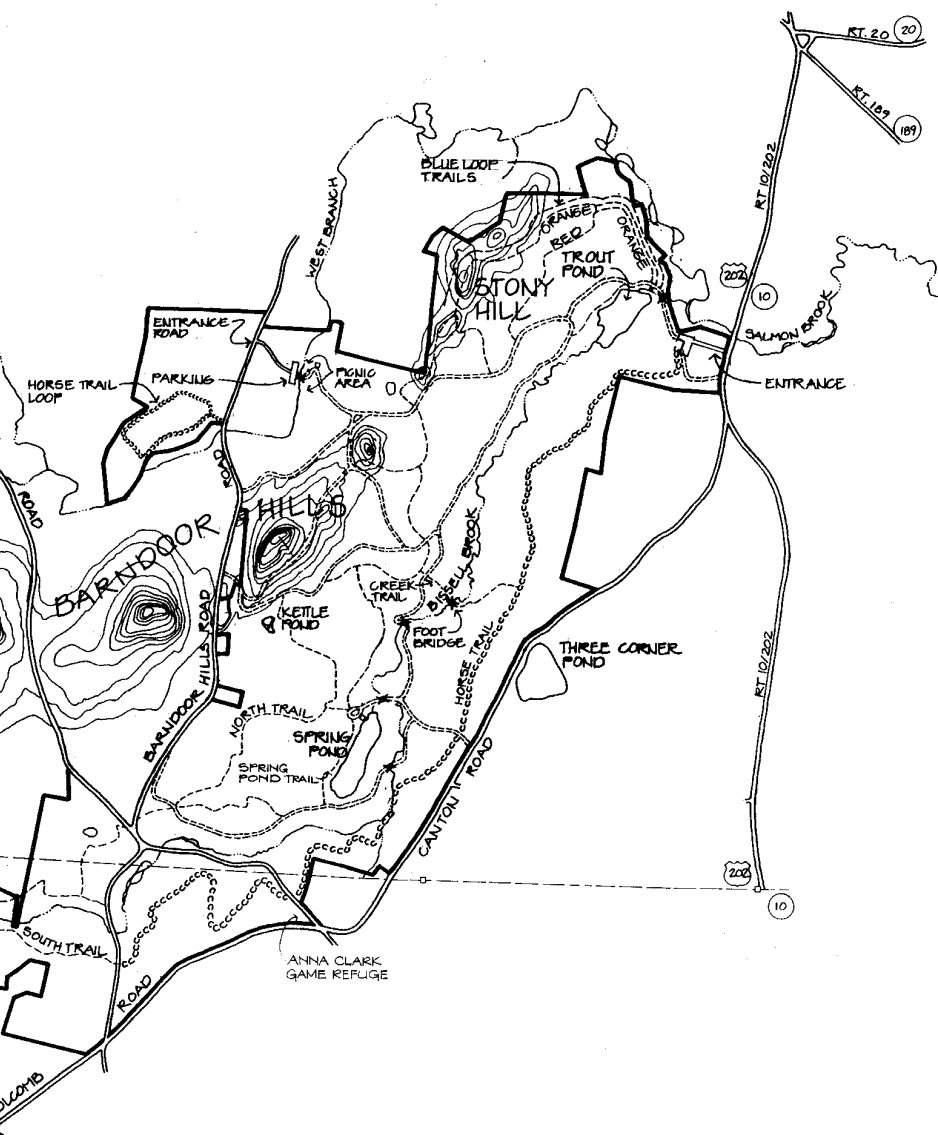 RT. 20
20
RT. 189
189
RT 10/202
BLUE LOOP
TRAILS
WEST BRANCH
ORANGE
RED
ORANGE
TROUT
POND
STONY
HILL
202
10
SALMON BROOK
ENTRANCE
ROAD
PARKING
PICNIC
AREA
HORSE TRAIL
LOOP
ENTRANCE
ROAD
ROAD
BARNDOOR HILLS
CREEK
TRAIL
BISSELL BROOK
KETTLE
POND
FOOT
BRIDGE
HORSE TRAIL
THREE CORNER
POND
RT 10/202
BARNDOOR HILLS ROAD
NORTH TRAIL
SPRING
POND
SPRING
POND TRAIL
CANTON ROAD
202
10
SOUTH TRAIL
ROAD
ANNA CLARK
GAME REFUGE